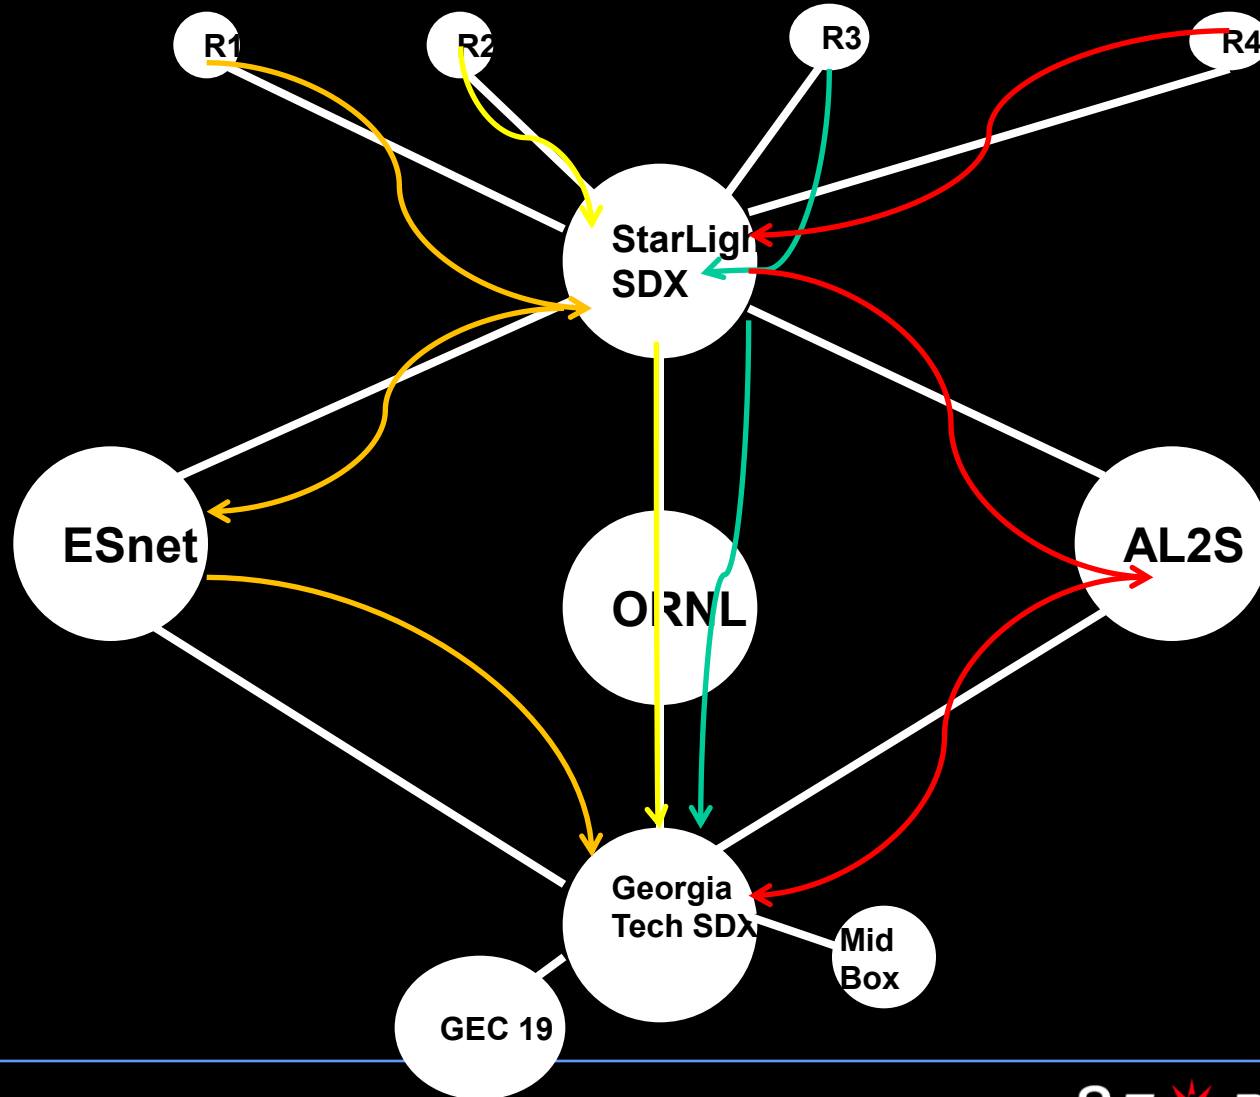 R1
R2
R3
R4
StarLigh
SDX
ESnet
ORNL
AL2S
Georgia
Tech SDX
Mid
Box
GEC 19